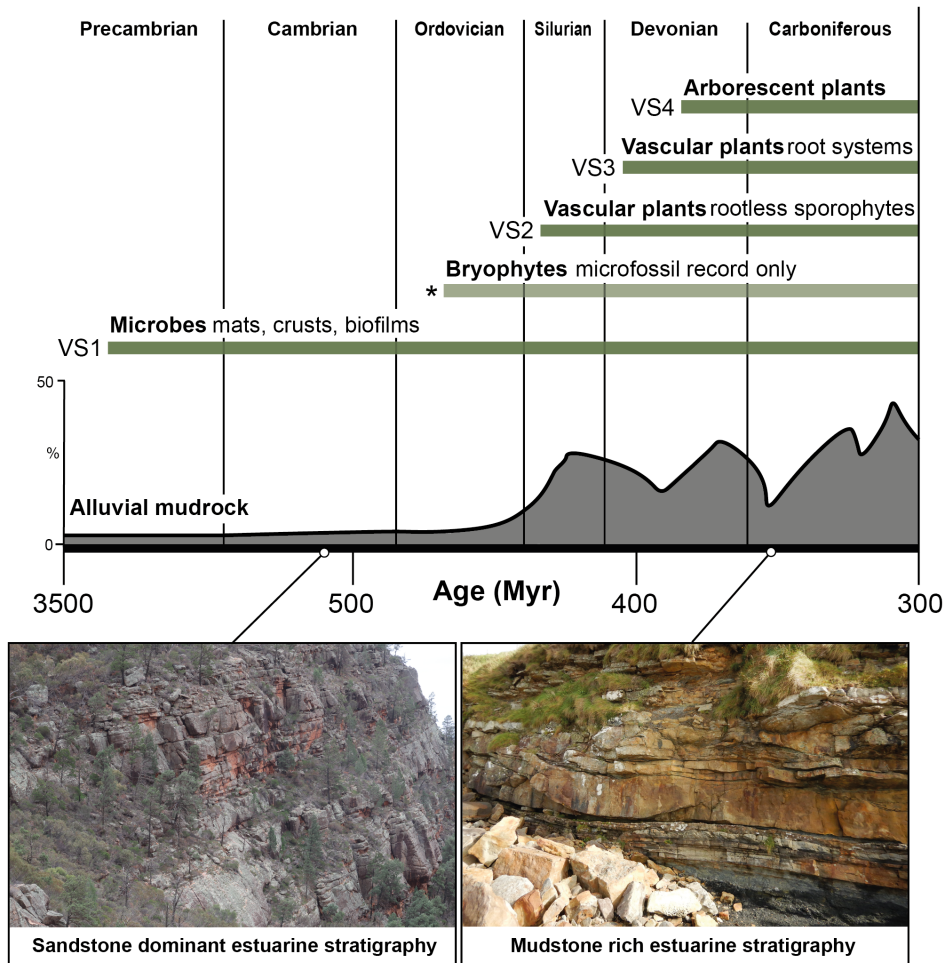 Precambrian Cambrian Ordovician Silurian Devonian Carboniferous
Arborescent plants
VS4
Vascular plants root systems
VS3
Vascular plants rootless sporophytes
VS2
Bryophytes microfossil record only
*
Microbes mats, crusts, biofilms
VS1
50
%
Alluvial mudrock
0
Age (Myr)
3500 500 400 300
Sandstone dominant estuarine stratigraphy
Mudstone rich estuarine stratigraphy